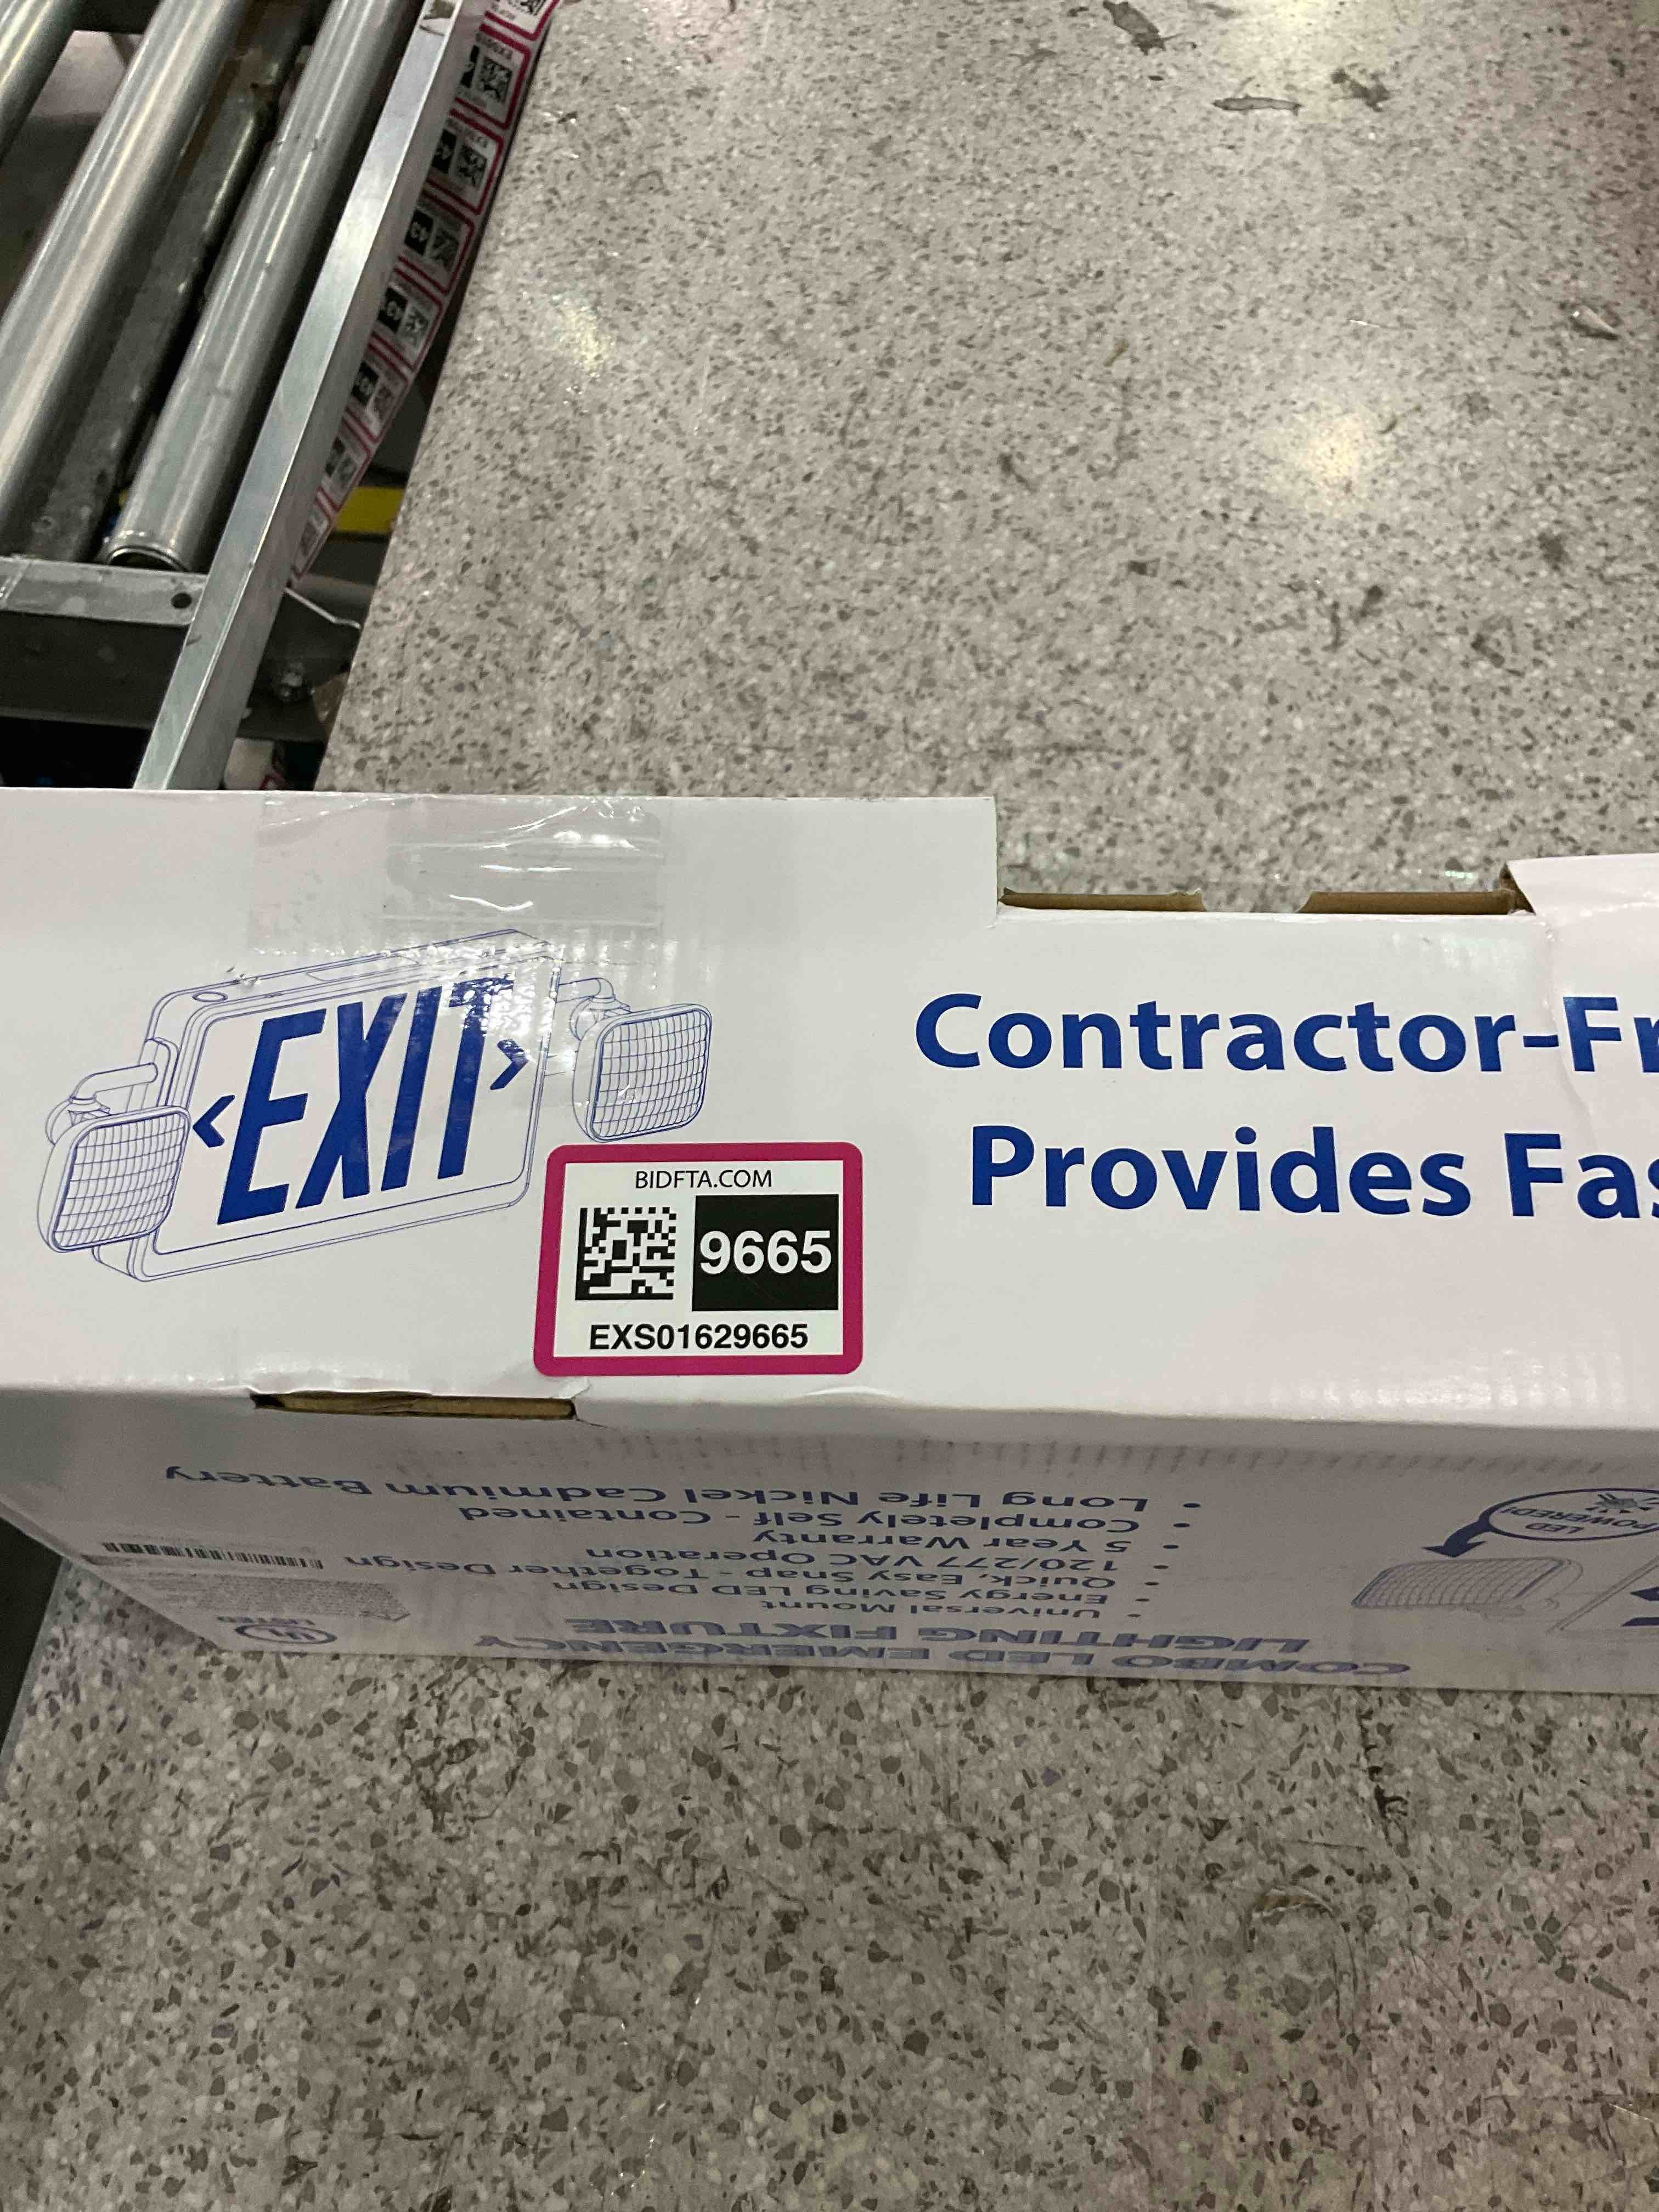 ‹EXIT›
Contractor-Fr
Provides Fas
BIDFTA.COM
9665
EXS01629665
COMBO LED EMERGENCY
LIGHTING FIXTURE
• Universal Mount
• Energy Saving LED Design
• Quick, Easy Snap - Together Design
• 120/277 VAC Operation
• 5 Year Warranty
• Completely Self - Contained
• Long Life Nickel Cadmium Battery
LED
POWERED!
UL
LISTED